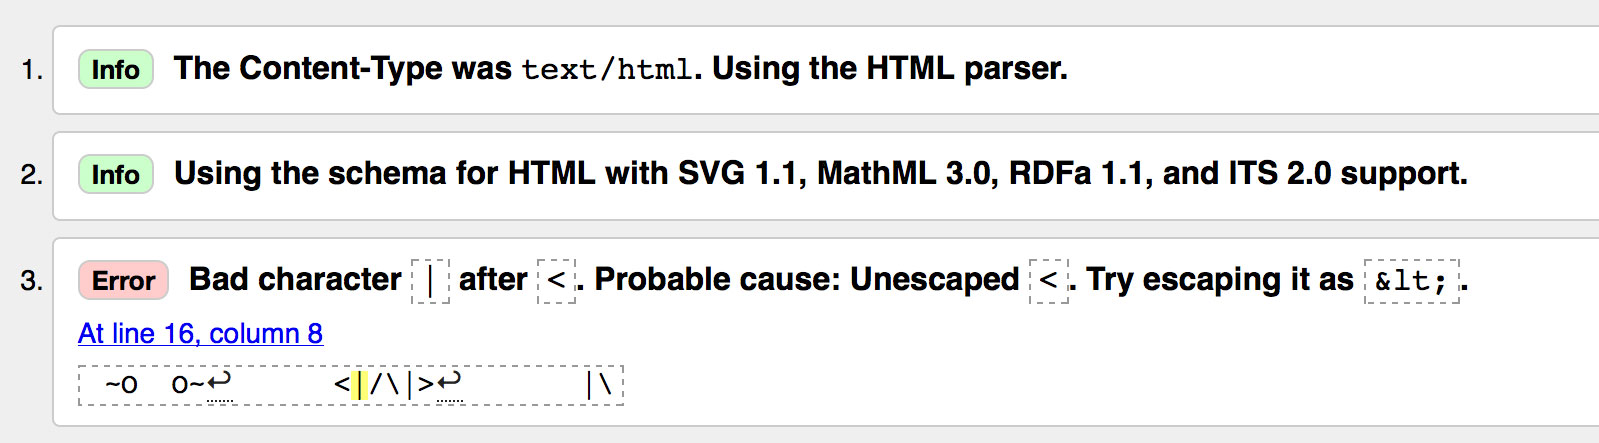 1. Info The Content-Type was text/html. Using the HTML parser.
2. Info Using the schema for HTML with SVG 1.1, MathML 3.0, RDFa 1.1, and ITS 2.0 support.
3. Error Bad character | after <. Probable cause: Unescaped <. Try escaping it as &lt;.
At line 16, column 8
~o  o~↩      <|/\|>↩       |\